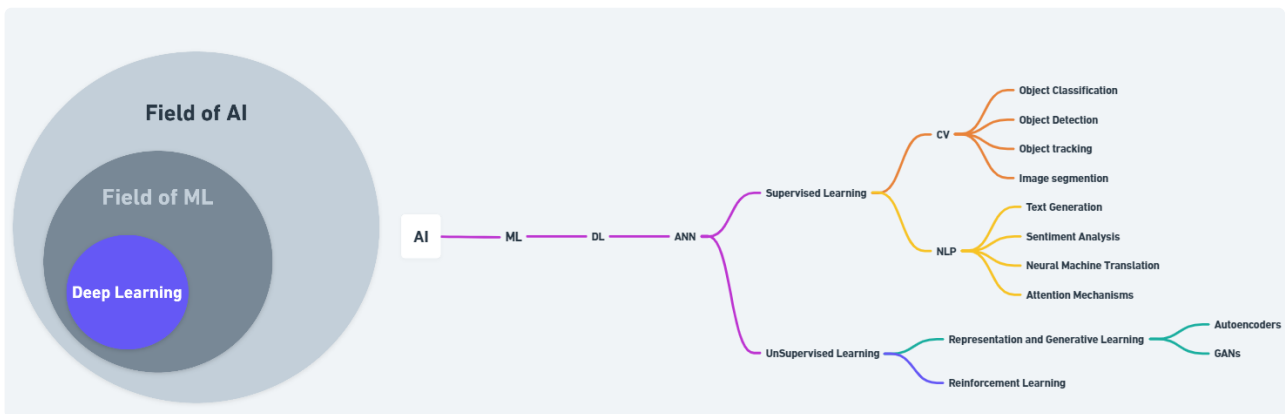 Field of AI
Field of ML
Deep Learning
AI
ML
DL
ANN
Supervised Learning
CV
Object Classification
Object Detection
Object tracking
Image segmention
NLP
Text Generation
Sentiment Analysis
Neural Machine Translation
Attention Mechanisms
UnSupervised Learning
Representation and Generative Learning
Autoencoders
GANs
Reinforcement Learning